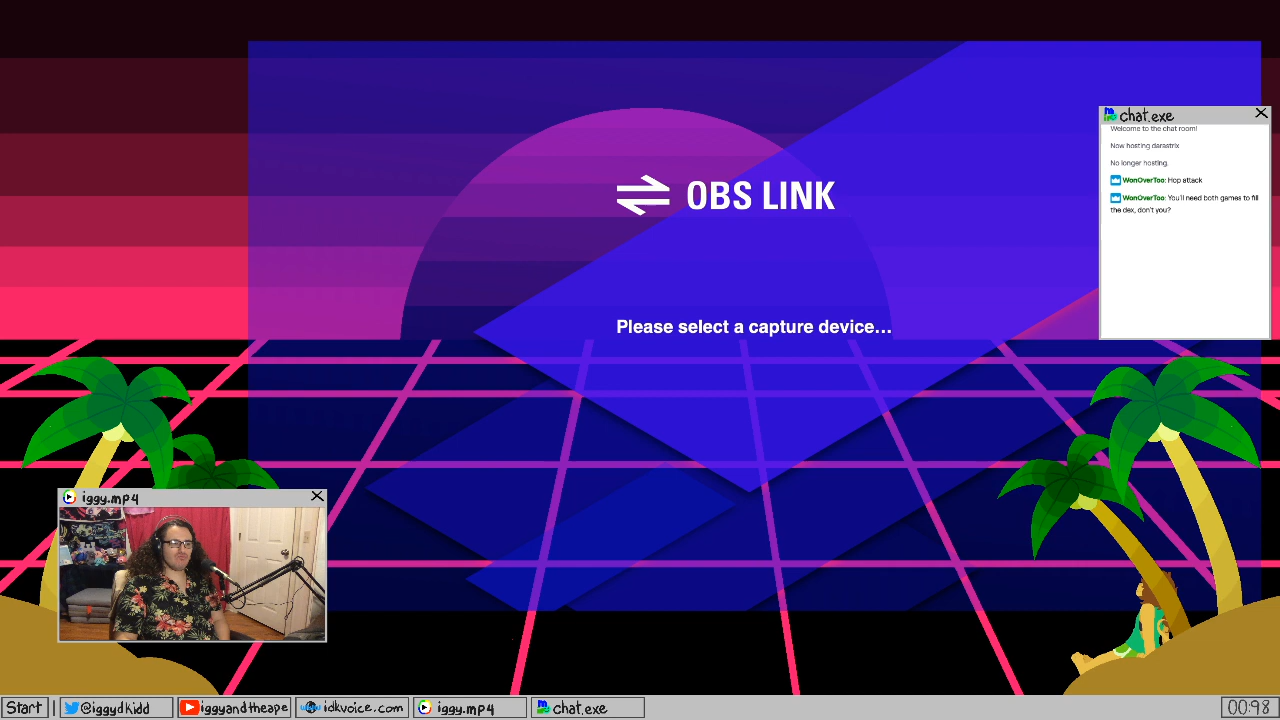 OBS LINK
Please select a capture device...
chat.exe
Welcome to the chat room!
Now hosting darastrix
No longer hosting.
WonOverToo: Hop attack
WonOverToo: You'll need both games to fill
the dex, don't you?
iggy.mp4
Start
@iggydkidd
iggyandtheape
www
idkvoice.com
iggy.mp4
chat.exe
00:98